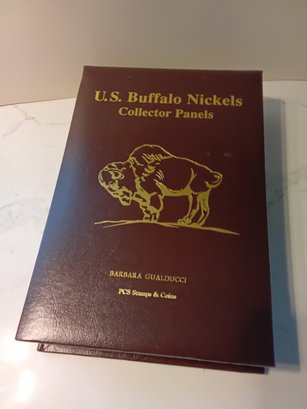 U.S. Buffalo Nickels
Collector Panels
BARBARA GUALDUCCI
PCS Stamps & Coins